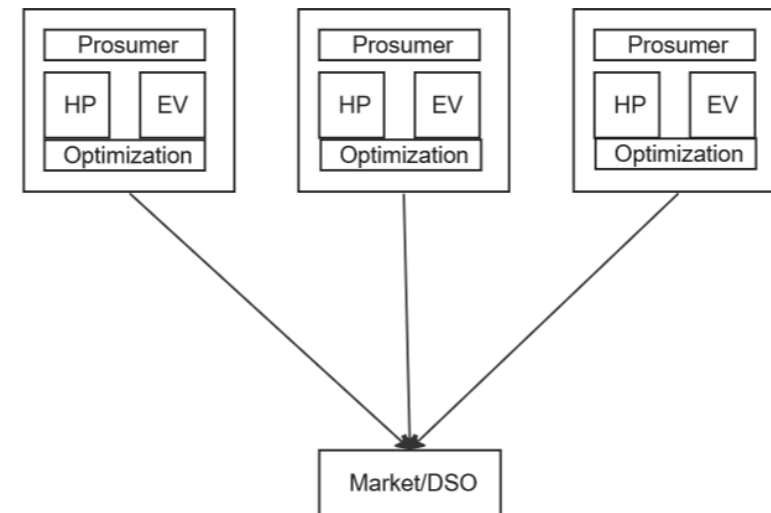 Prosumer Prosumer Prosumer
HP EV HP EV HP EV
Optimization Optimization Optimization
Market/DSO